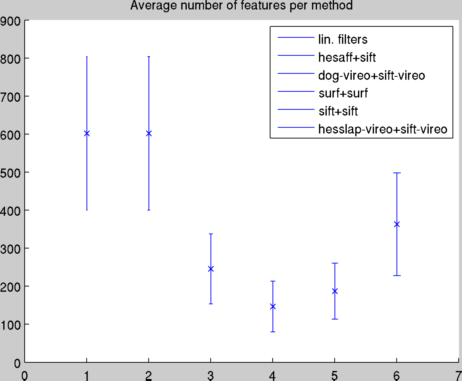 Average number of features per method
900
800
700
600
500
400
300
200
100
0
lin. filters
hesaff+sift
dog-vireo+sift-vireo
surf+surf
sift+sift
hesslap-vireo+sift-vireo
0 1 2 3 4 5 6 7